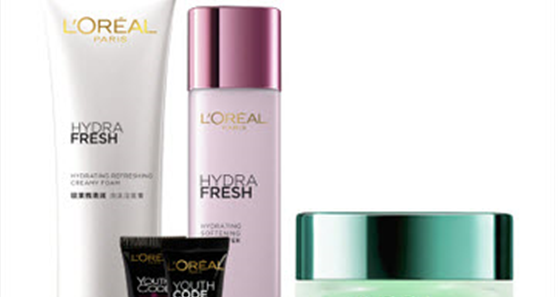 L'ORÉAL
PARIS
HYDRA
FRESH
HYDRATING REFRESHING
CREAMY FOAM
L'ORÉAL
PARIS
HYDRA
FRESH
HYDRATING
SOFTENING
L'ORÉAL
YOUTH
CODE
L'ORÉAL
YOUTH
CODE